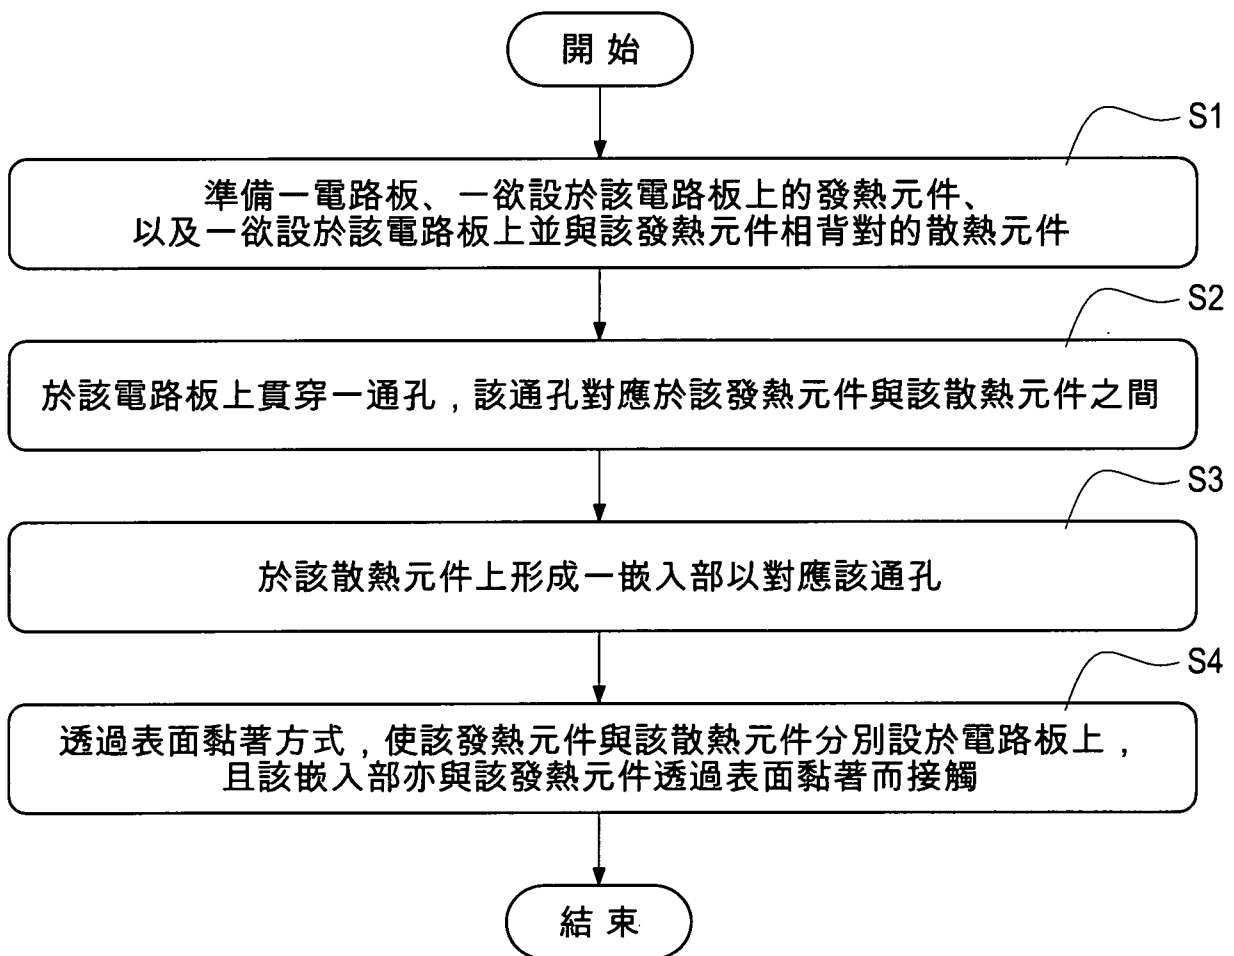 開始
S1
準備一電路板、一欲設於該電路板上的發熱元件、
以及一欲設於該電路板上並與該發熱元件相背對的散熱元件
S2
於該電路板上貫穿一通孔，該通孔對應於該發熱元件與該散熱元件之間
S3
於該散熱元件上形成一嵌入部以對應該通孔
S4
透過表面黏著方式，使該發熱元件與該散熱元件分別設於電路板上，
且該嵌入部亦與該發熱元件透過表面黏著而接觸
結束